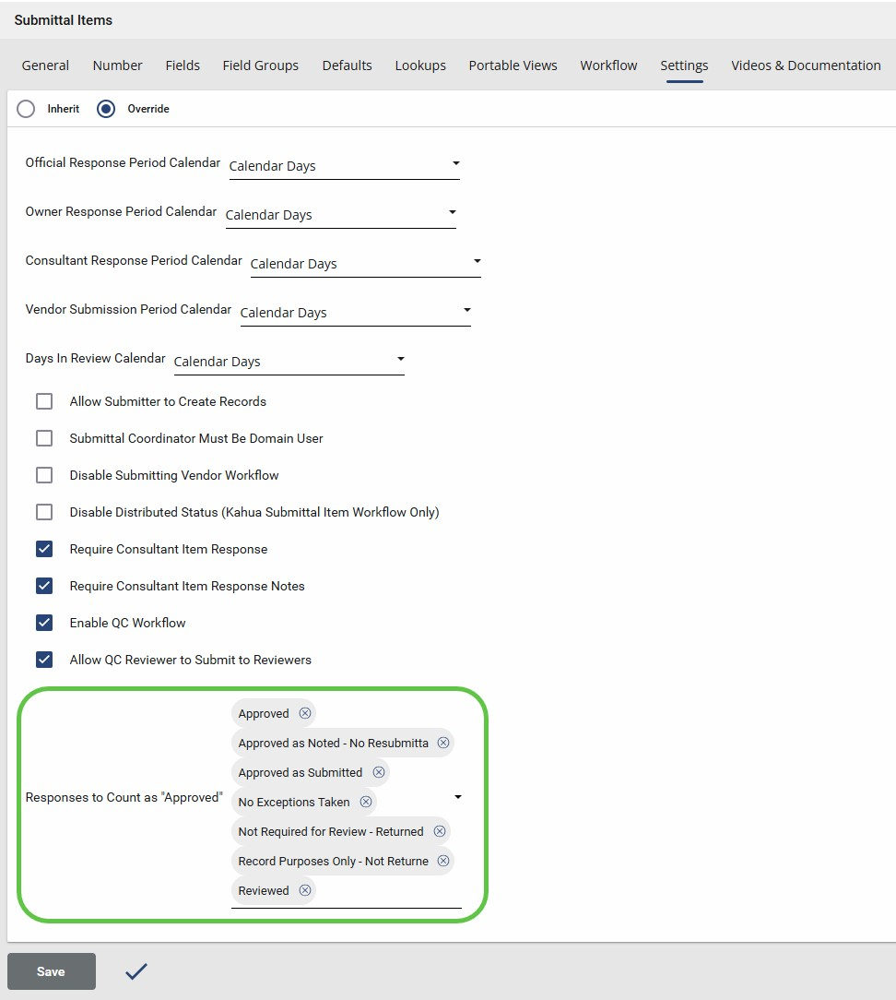 Submittal Items
General Number Fields Field Groups Defaults Lookups Portable Views Workflow Settings Videos & Documentation
Inherit Override
Official Response Period Calendar Calendar Days
Owner Response Period Calendar Calendar Days
Consultant Response Period Calendar Calendar Days
Vendor Submission Period Calendar Calendar Days
Days In Review Calendar Calendar Days
Allow Submitter to Create Records
Submittal Coordinator Must Be Domain User
Disable Submitting Vendor Workflow
Disable Distributed Status (Kahua Submittal Item Workflow Only)
Require Consultant Item Response
Require Consultant Item Response Notes
Enable QC Workflow
Allow QC Reviewer to Submit to Reviewers
Approved
Approved as Noted - No Resubmitta
Approved as Submitted
Responses to Count as "Approved" No Exceptions Taken
Not Required for Review - Returned
Record Purposes Only - Not Returne
Reviewed
Save